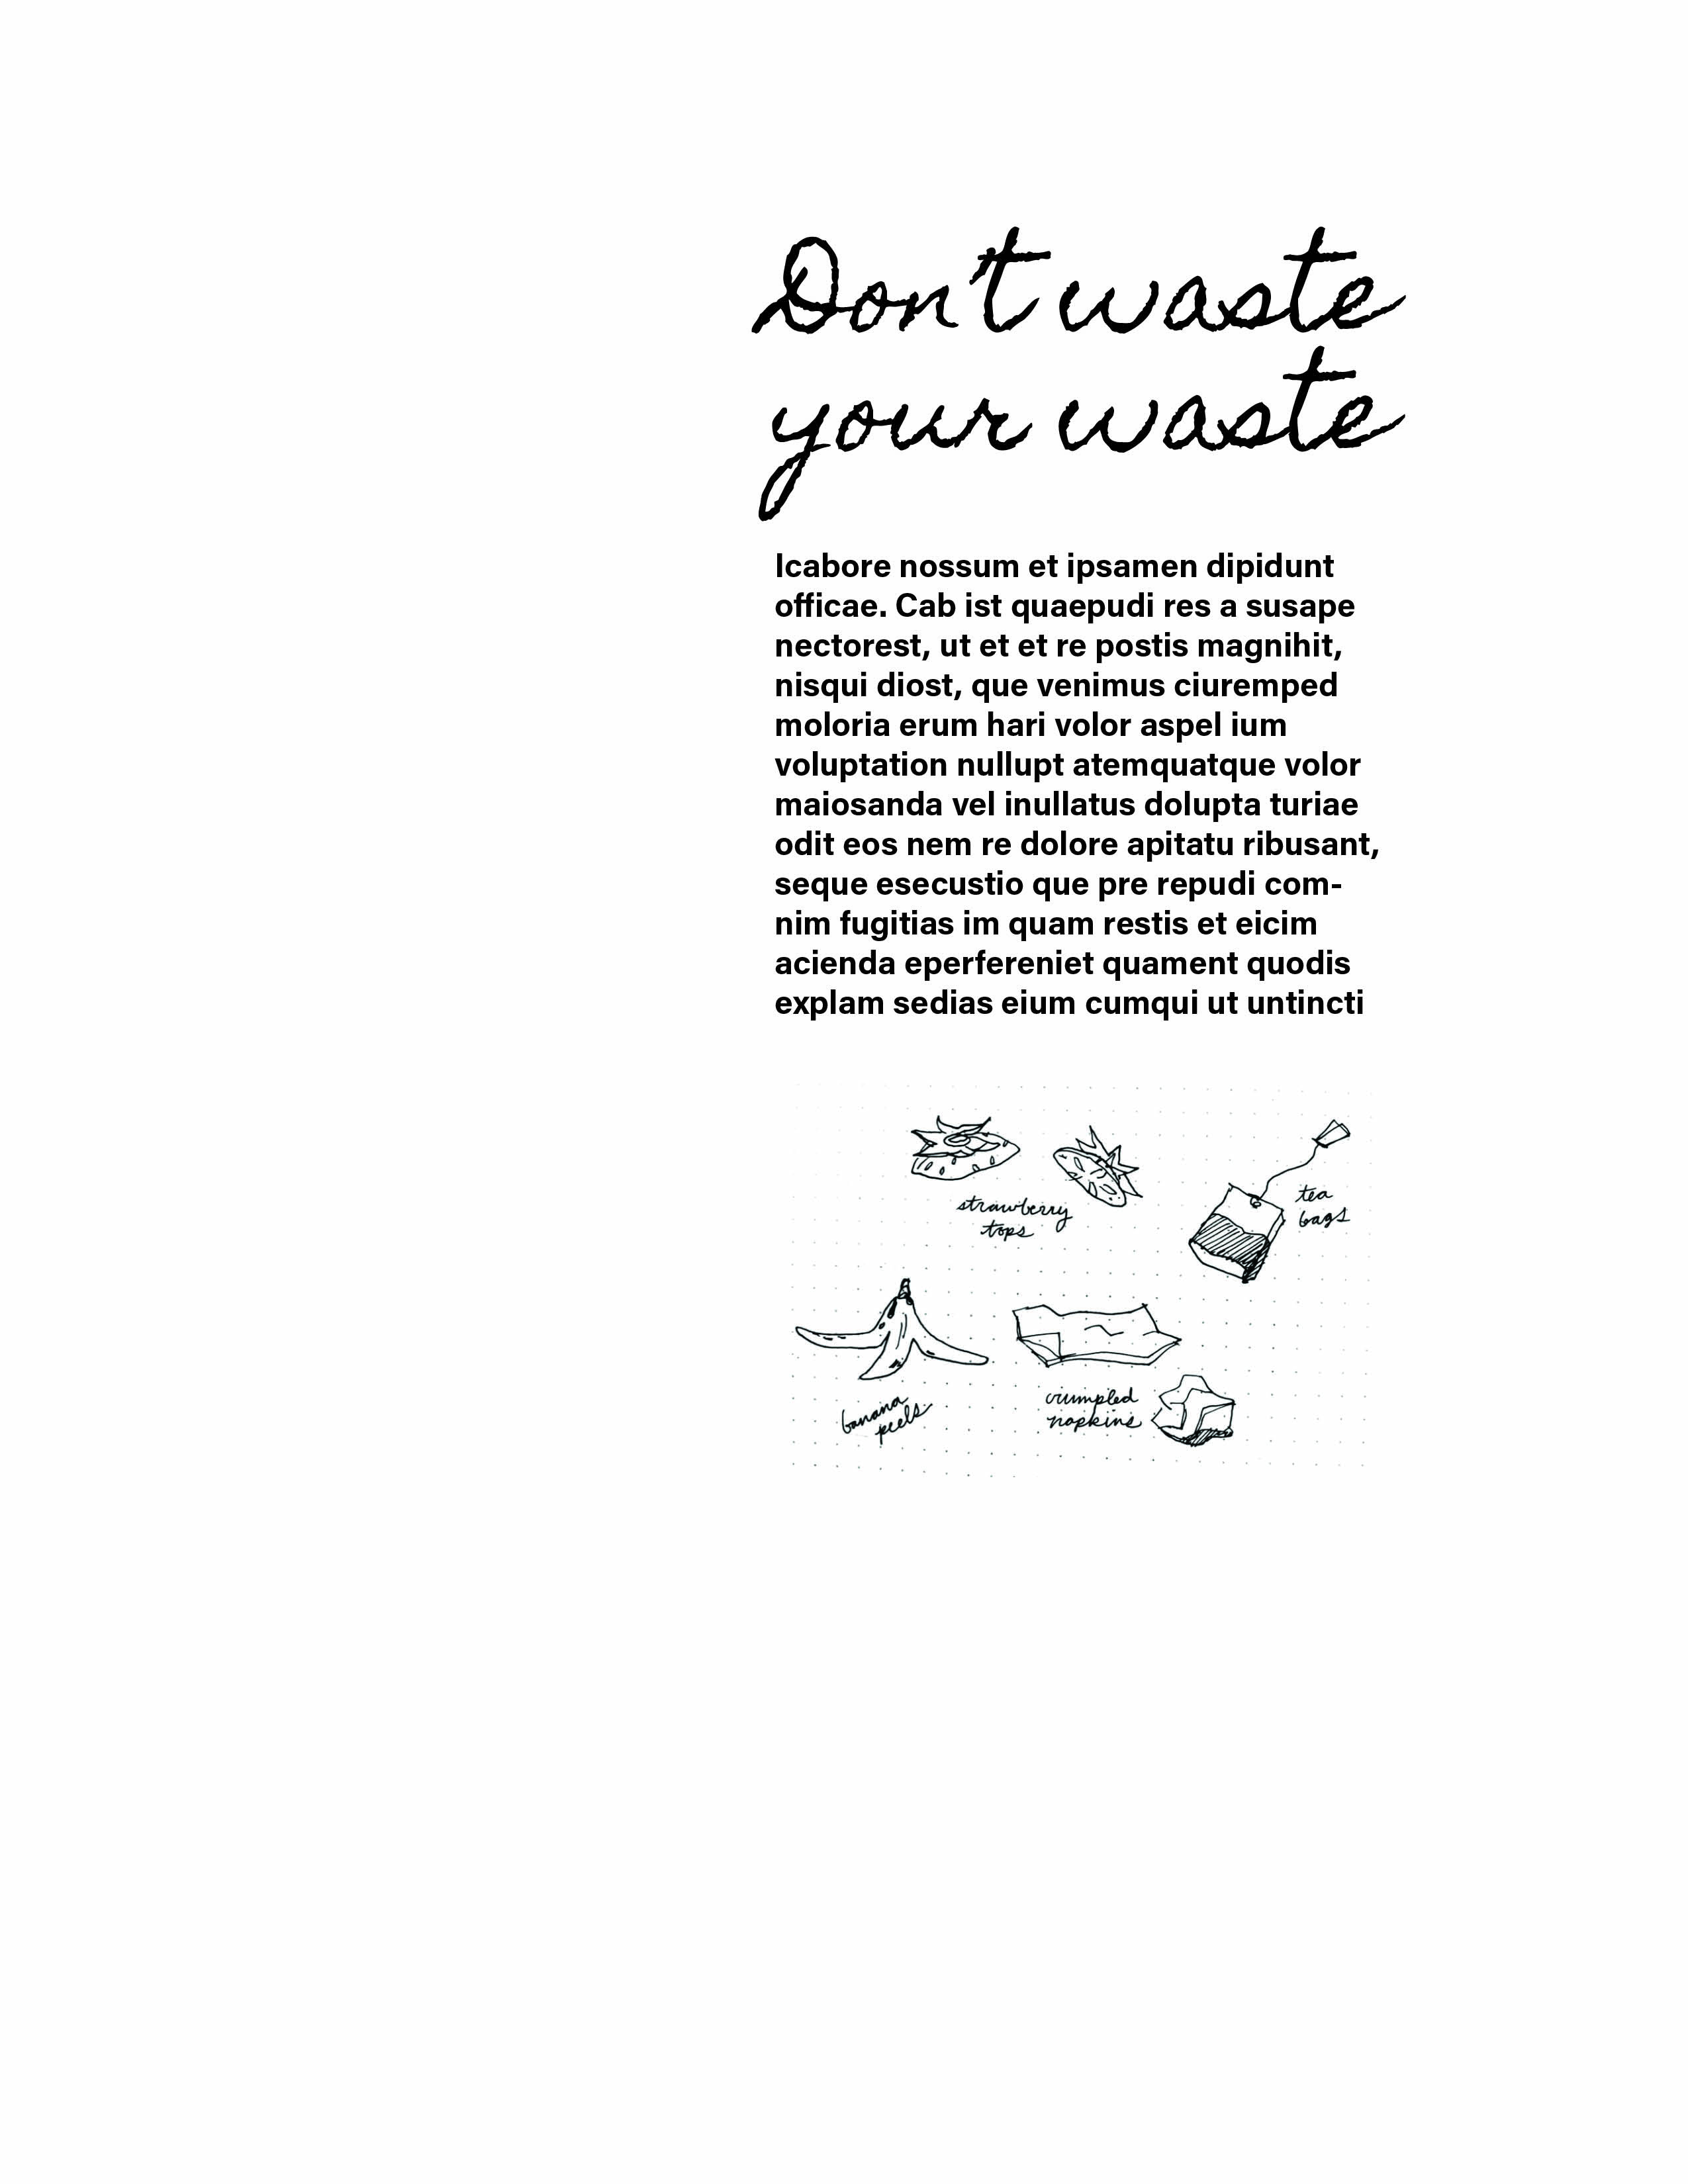 Don't waste
your waste
Icabore nossum et ipsamen dipidunt
officae. Cab ist quaepudi res a susape
nectorest, ut et et re postis magnihit,
nisqui diost, que venimus ciuremped
moloria erum hari volor aspel ium
voluptation nullupt atemquatque volor
maiosanda vel inullatus dolupta turiae
odit eos nem re dolore apitatu ribusant,
seque esecustio que pre repudi com-
nim fugitias im quam restis et eicim
acienda eperfereniet quament quodis
explam sedias eium cumqui ut untincti
strawberry
tops
tea
bags
banana
peels
crumpled
napkins